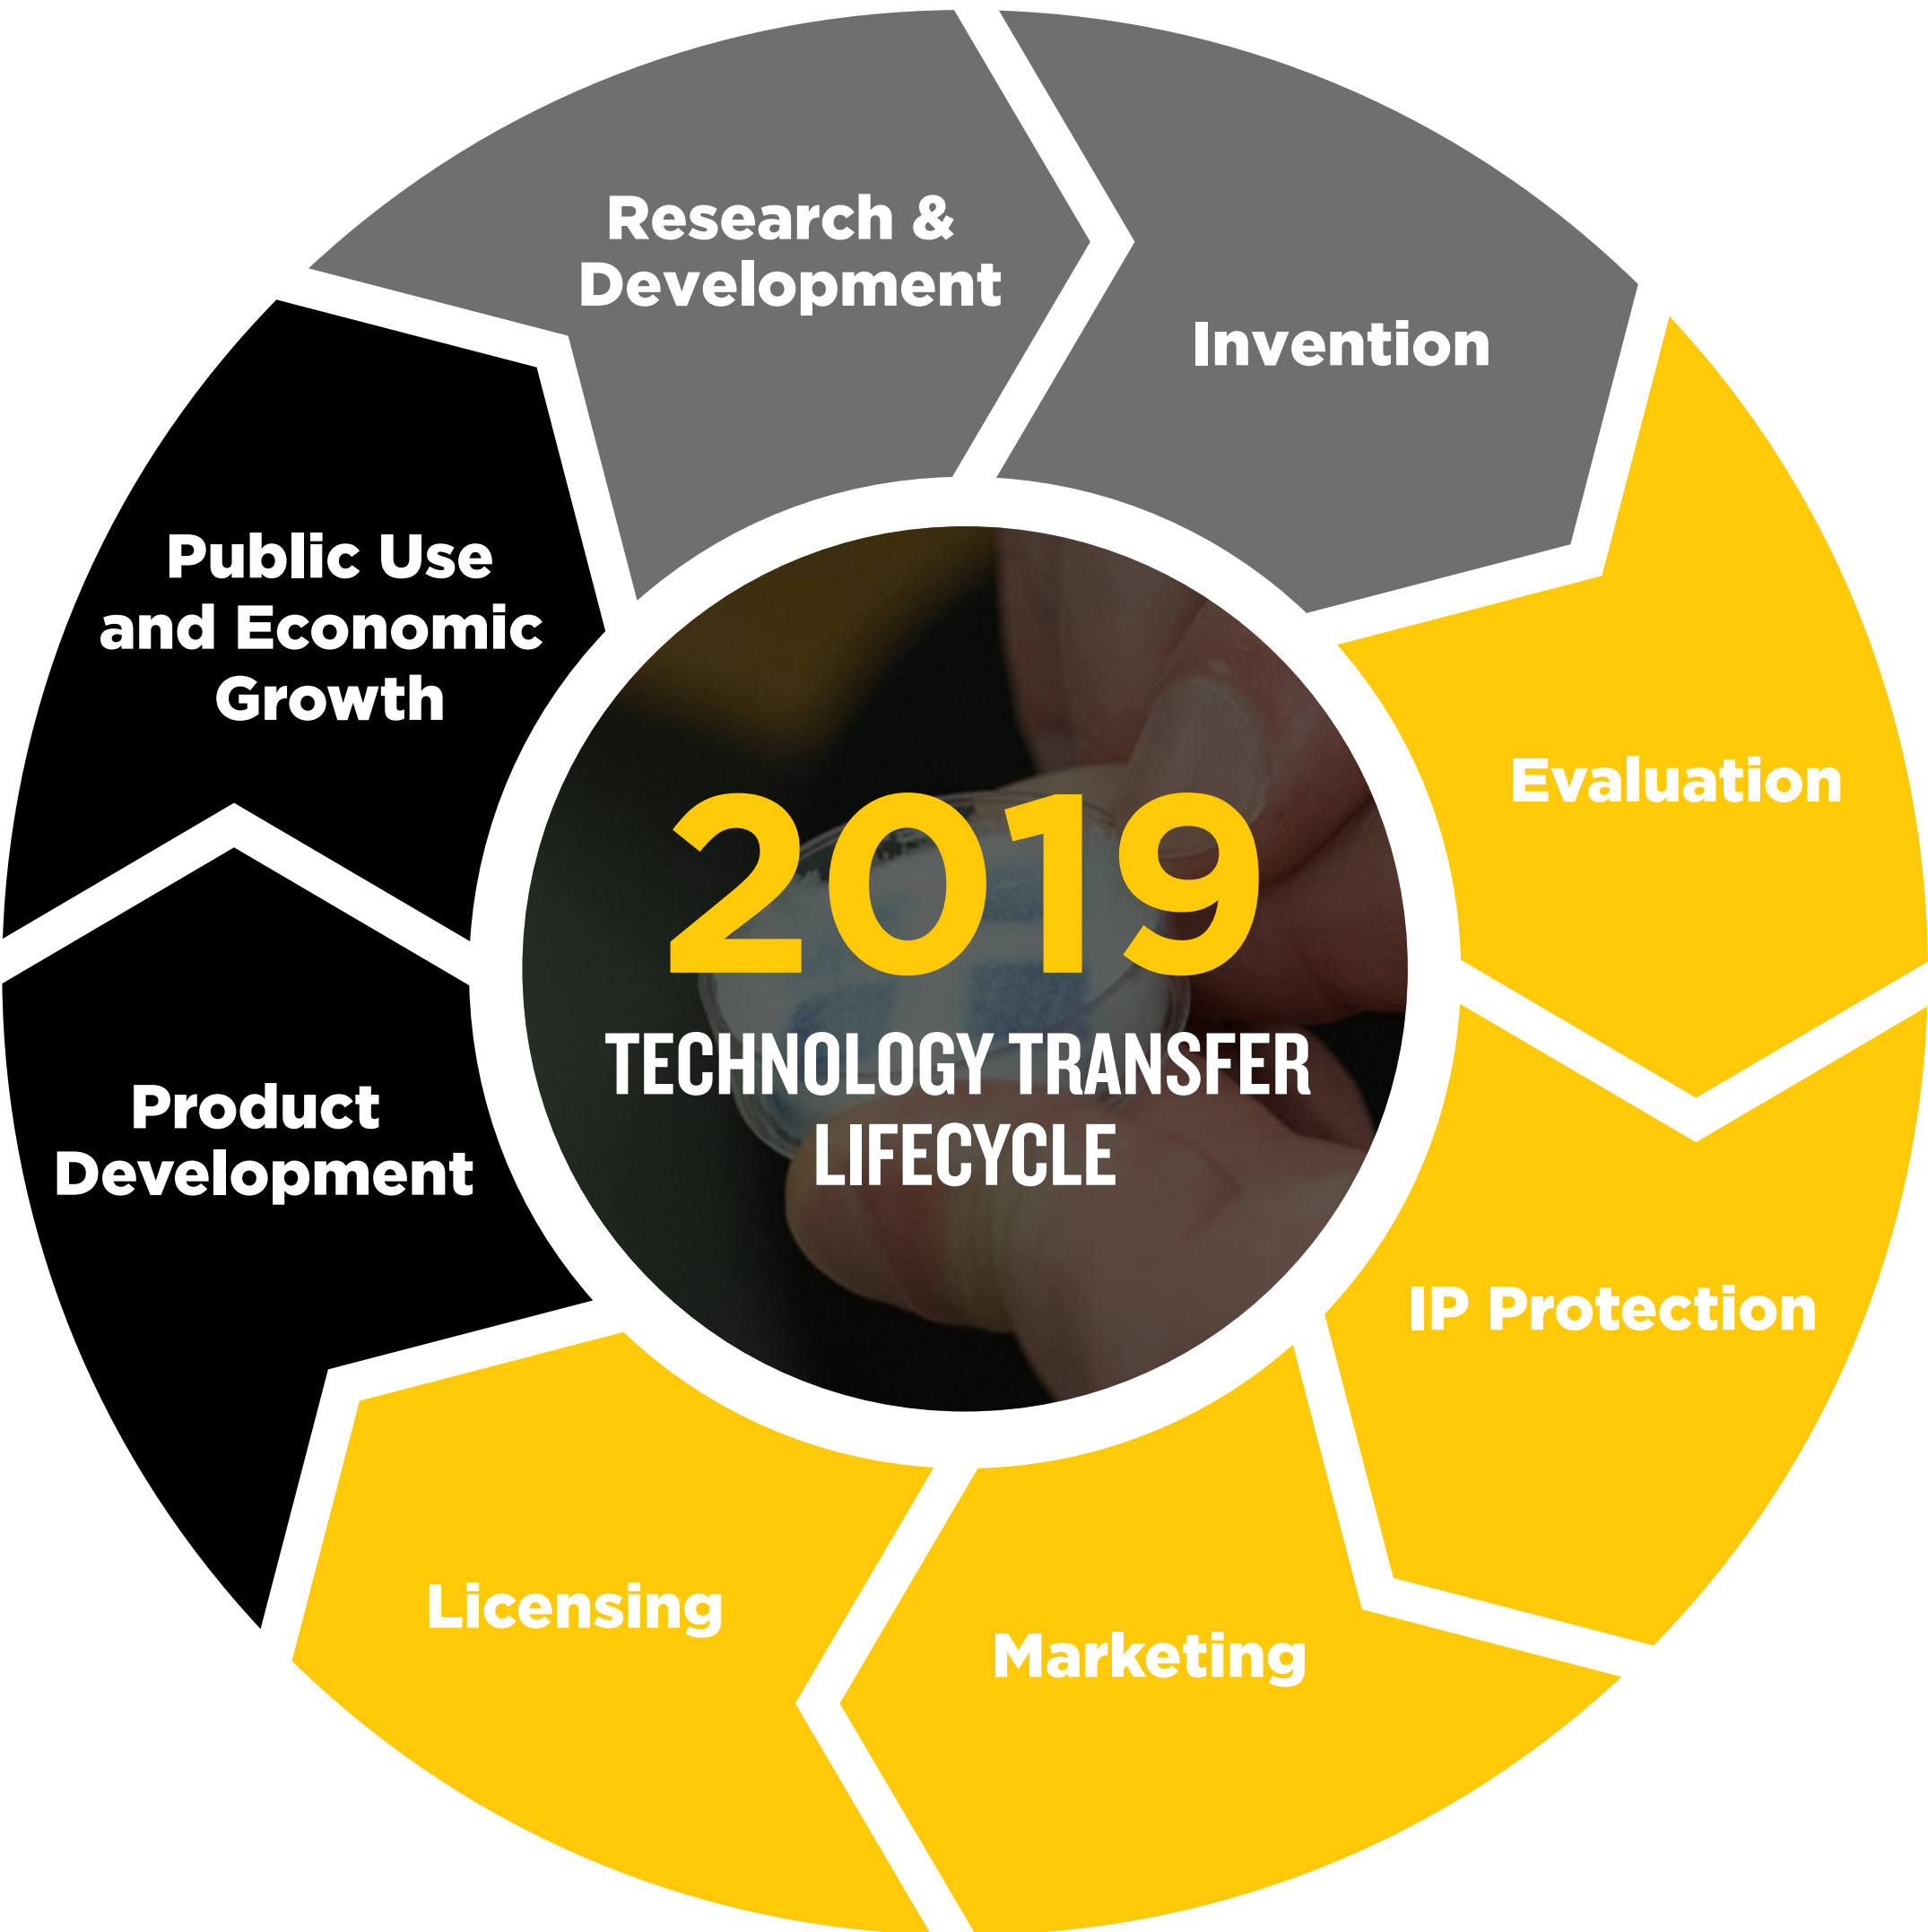 Research &
Development
Invention
Evaluation
IP Protection
Marketing
Licensing
Product
Development
Public Use
and Economic
Growth
2019
TECHNOLOGY TRANSFER
LIFECYCLE